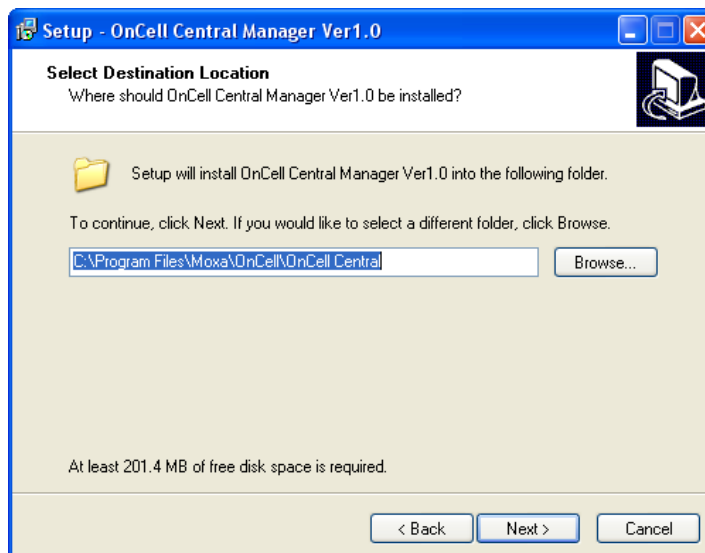 Setup - OnCell Central Manager Ver1.0
Select Destination Location
Where should OnCell Central Manager Ver1.0 be installed?
Setup will install OnCell Central Manager Ver1.0 into the following folder.
To continue, click Next. If you would like to select a different folder, click Browse.
C:\Program Files\Moxa\OnCell\OnCell Central
Browse...
At least 201.4 MB of free disk space is required.
< Back
Next >
Cancel